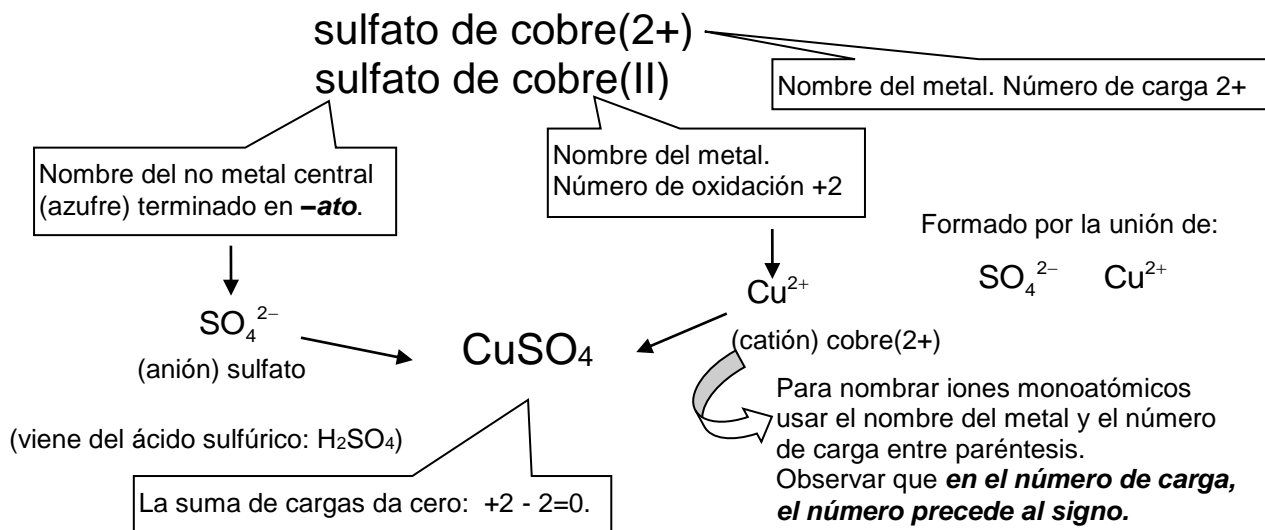 sulfato de cobre(2+)
sulfato de cobre(II)
Nombre del metal. Número de carga 2+
Nombre del no metal central
(azufre) terminado en –ato.
Nombre del metal.
Número de oxidación +2
Formado por la unión de:
SO₄²⁻ Cu²⁺
SO₄²⁻
(anión) sulfato
(viene del ácido sulfúrico: H₂SO₄)
CuSO₄
Cu²⁺
(catión) cobre(2+)
La suma de cargas da cero: +2 - 2=0.
Para nombrar iones monoatómicos
usar el nombre del metal y el número
de carga entre paréntesis.
Observar que en el número de carga,
el número precede al signo.